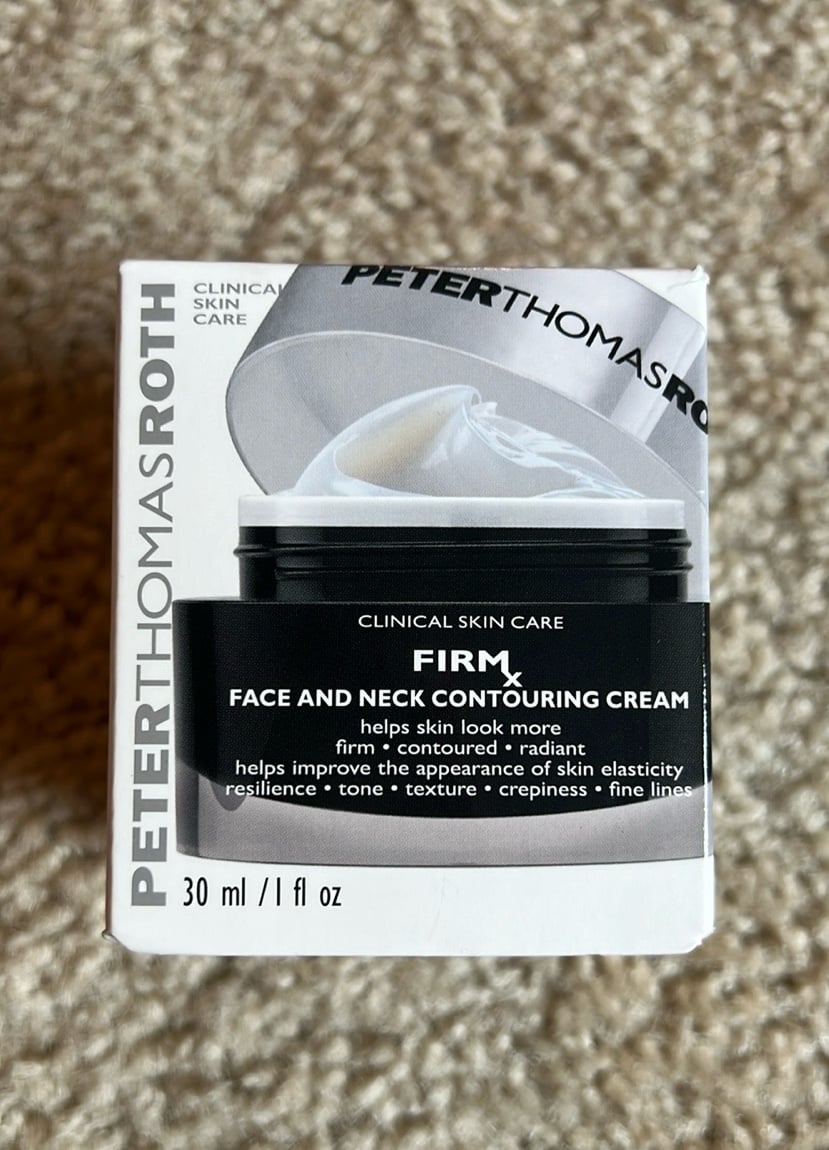 PETERTHOMASROTH
CLINICAL
SKIN
CARE
PETERTHOMASRO
CLINICAL SKIN CARE
FIRMx
FACE AND NECK CONTOURING CREAM
helps skin look more
firm • contoured • radiant
helps improve the appearance of skin elasticity
resilience • tone • texture • crepiness • fine lines
30 ml / 1 fl oz